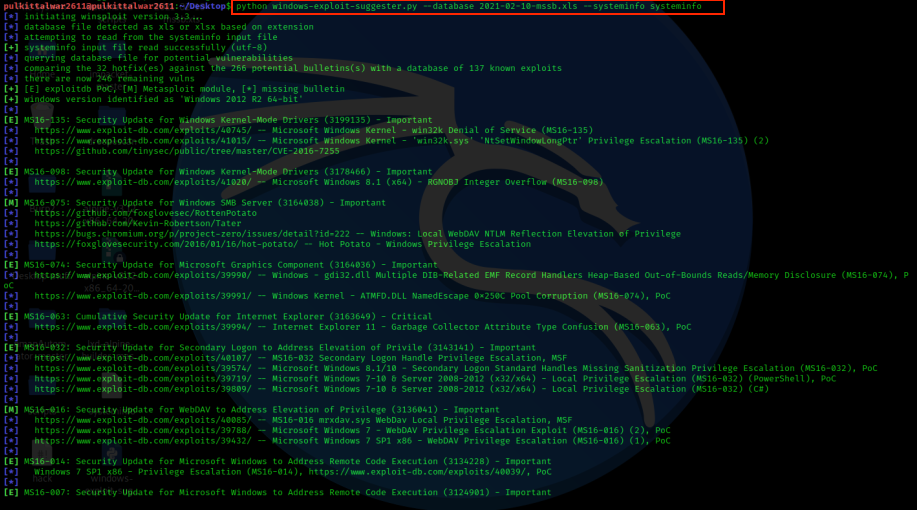 pulkittalwar2611@pulkittalwar2611:~/Desktop$ python windows-exploit-suggester.py --database 2021-02-10-mssb.xls --systeminfo systeminfo
[*] initiating winsploit version 3.3...
[*] database file detected as xls or xlsx based on extension
[*] attempting to read from the systeminfo input file
[+] systeminfo input file read successfully (utf-8)
[*] querying database file for potential vulnerabilities
[*] comparing the 32 hotfix(es) against the 266 potential bulletins(s) with a database of 137 known exploits
[*] there are now 246 remaining vulns
[+] [E] exploitdb PoC, [M] Metasploit module, [*] missing bulletin
[+] windows version identified as 'Windows 2012 R2 64-bit'
[*]
[E] MS16-135: Security Update for Windows Kernel-Mode Drivers (3199135) - Important
[*]   https://www.exploit-db.com/exploits/40745/ -- Microsoft Windows Kernel - win32k Denial of Service (MS16-135)
[*]   https://www.exploit-db.com/exploits/41015/ -- Microsoft Windows Kernel - 'win32k.sys' 'NtSetWindowLongPtr' Privilege Escalation (MS16-135) (2)
[*]   https://github.com/tinysec/public/tree/master/CVE-2016-7255
[*]
[E] MS16-098: Security Update for Windows Kernel-Mode Drivers (3178466) - Important
[*]   https://www.exploit-db.com/exploits/41020/ -- Microsoft Windows 8.1 (x64) - RGNOBJ Integer Overflow (MS16-098)
[*]
[M] MS16-075: Security Update for Windows SMB Server (3164038) - Important
[*]   https://github.com/foxglovesec/RottenPotato
[*]   https://github.com/Kevin-Robertson/Tater
[*]   https://bugs.chromium.org/p/project-zero/issues/detail?id=222 -- Windows: Local WebDAV NTLM Reflection Elevation of Privilege
[*]   https://foxglovesecurity.com/2016/01/16/hot-potato/ -- Hot Potato - Windows Privilege Escalation
[*]
[E] MS16-074: Security Update for Microsoft Graphics Component (3164036) - Important
[*]   https://www.exploit-db.com/exploits/39990/ -- Windows - gdi32.dll Multiple DIB-Related EMF Record Handlers Heap-Based Out-of-Bounds Reads/Memory Disclosure (MS16-074), P
oC
[*]   https://www.exploit-db.com/exploits/39991/ -- Windows Kernel - ATMFD.DLL NamedEscape 0×250C Pool Corruption (MS16-074), PoC
[*]
[E] MS16-063: Cumulative Security Update for Internet Explorer (3163649) - Critical
[*]   https://www.exploit-db.com/exploits/39994/ -- Internet Explorer 11 - Garbage Collector Attribute Type Confusion (MS16-063), PoC
[*]
[E] MS16-032: Security Update for Secondary Logon to Address Elevation of Privile (3143141) - Important
[*]   https://www.exploit-db.com/exploits/40107/ -- MS16-032 Secondary Logon Handle Privilege Escalation, MSF
[*]   https://www.exploit-db.com/exploits/39574/ -- Microsoft Windows 8.1/10 - Secondary Logon Standard Handles Missing Sanitization Privilege Escalation (MS16-032), PoC
[*]   https://www.exploit-db.com/exploits/39719/ -- Microsoft Windows 7-10 & Server 2008-2012 (x32/x64) - Local Privilege Escalation (MS16-032) (PowerShell), PoC
[*]   https://www.exploit-db.com/exploits/39809/ -- Microsoft Windows 7-10 & Server 2008-2012 (x32/x64) - Local Privilege Escalation (MS16-032) (C#)
[*]
[M] MS16-016: Security Update for WebDAV to Address Elevation of Privilege (3136041) - Important
[*]   https://www.exploit-db.com/exploits/40085/ -- MS16-016 mrxdav.sys WebDav Local Privilege Escalation, MSF
[*]   https://www.exploit-db.com/exploits/39788/ -- Microsoft Windows 7 - WebDAV Privilege Escalation Exploit (MS16-016) (2), PoC
[*]   https://www.exploit-db.com/exploits/39432/ -- Microsoft Windows 7 SP1 x86 - WebDAV Privilege Escalation (MS16-016) (1), PoC
[*]
[E] MS16-014: Security Update for Microsoft Windows to Address Remote Code Execution (3134228) - Important
[*]   Windows 7 SP1 x86 - Privilege Escalation (MS16-014), https://www.exploit-db.com/exploits/40039/, PoC
[*]
[E] MS16-007: Security Update for Microsoft Windows to Address Remote Code Execution (3124901) - Important